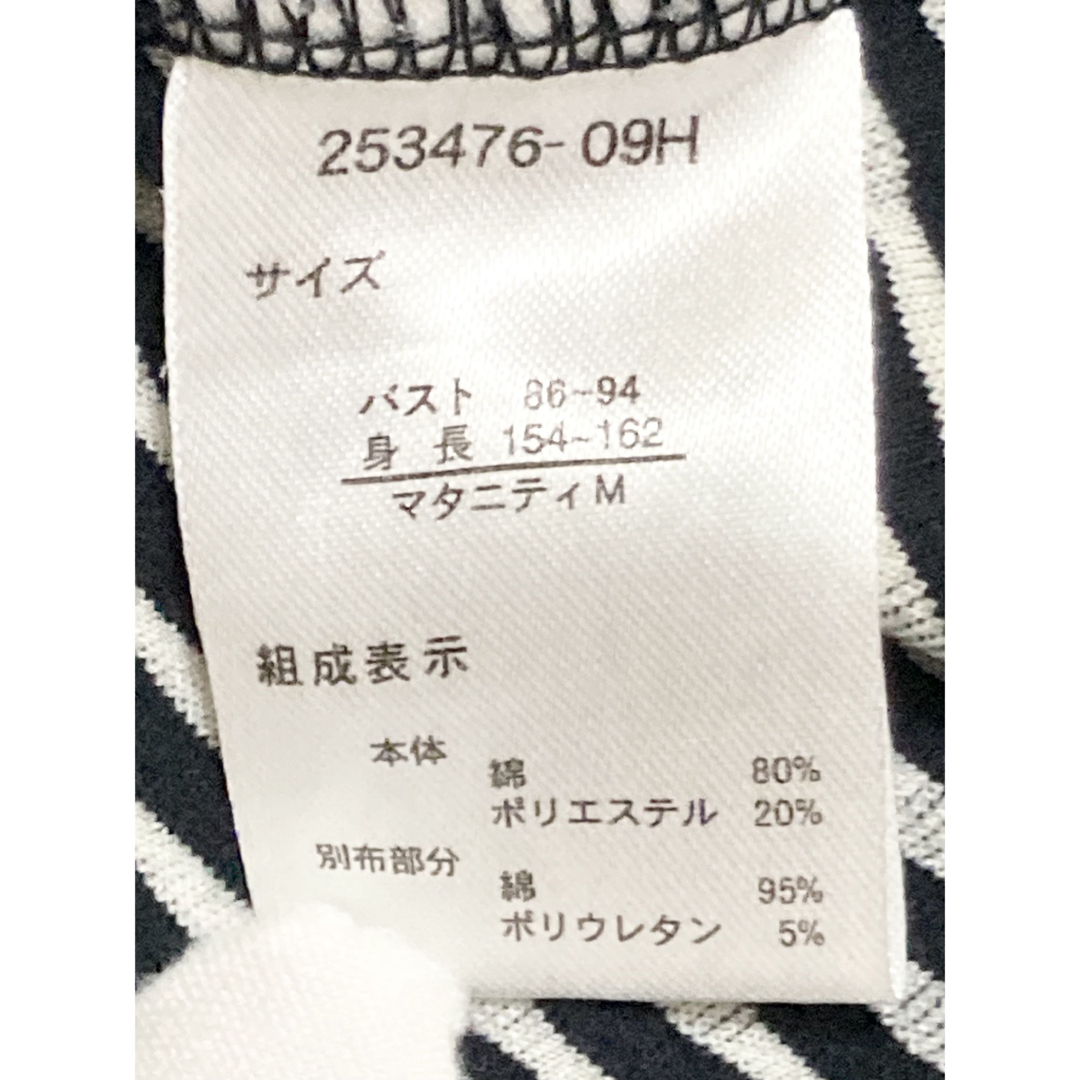 253476-09H
サイズ
バスト 86~94
身長 154~162
マタニティM
組成表示
本体
綿 80%
ポリエステル 20%
別布部分
綿 95%
ポリウレタン 5%